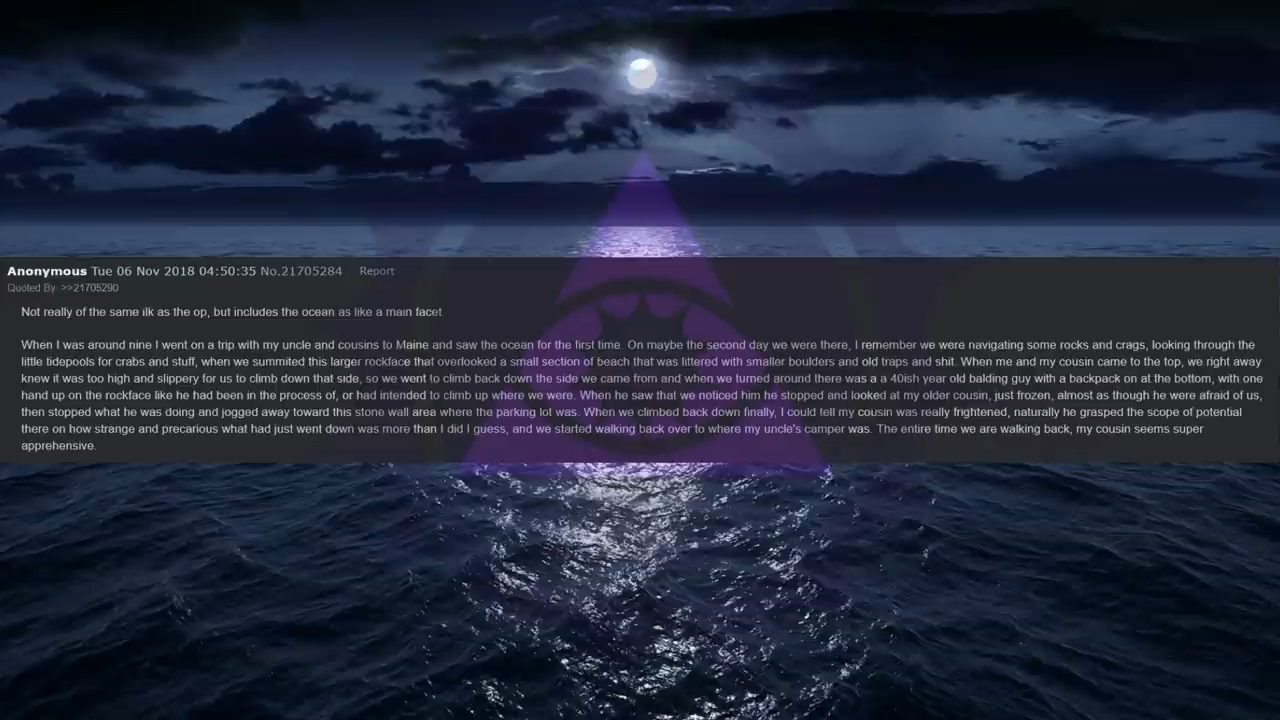 Anonymous Tue 06 Nov 2018 04:50:35 No.21705284 Report
Quoted By: >>21705290
Not really of the same ilk as the op, but includes the ocean as like a main facet
When I was around nine I went on a trip with my uncle and cousins to Maine and saw the ocean for the first time. On maybe the second day we were there, I remember we were navigating some rocks and crags, looking through the
little tidepools for crabs and stuff, when we summited this larger rockface that overlooked a small section of beach that was littered with smaller boulders and old traps and shit. When me and my cousin came to the top, we right away
knew it was too high and slippery for us to climb down that side, so we went to climb back down the side we came from and when we turned around there was a a 40ish year old balding guy with a backpack on at the bottom, with one
hand up on the rockface like he had been in the process of, or had intended to climb up where we were. When he saw that we noticed him he stopped and looked at my older cousin, just frozen, almost as though he were afraid of us,
then stopped what he was doing and jogged away toward this stone wall area where the parking lot was. When we climbed back down finally, I could tell my cousin was really frightened, naturally he grasped the scope of potential
there on how strange and precarious what had just went down was more than I did I guess, and we started walking back over to where my uncle's camper was. The entire time we are walking back, my cousin seems super
apprehensive.